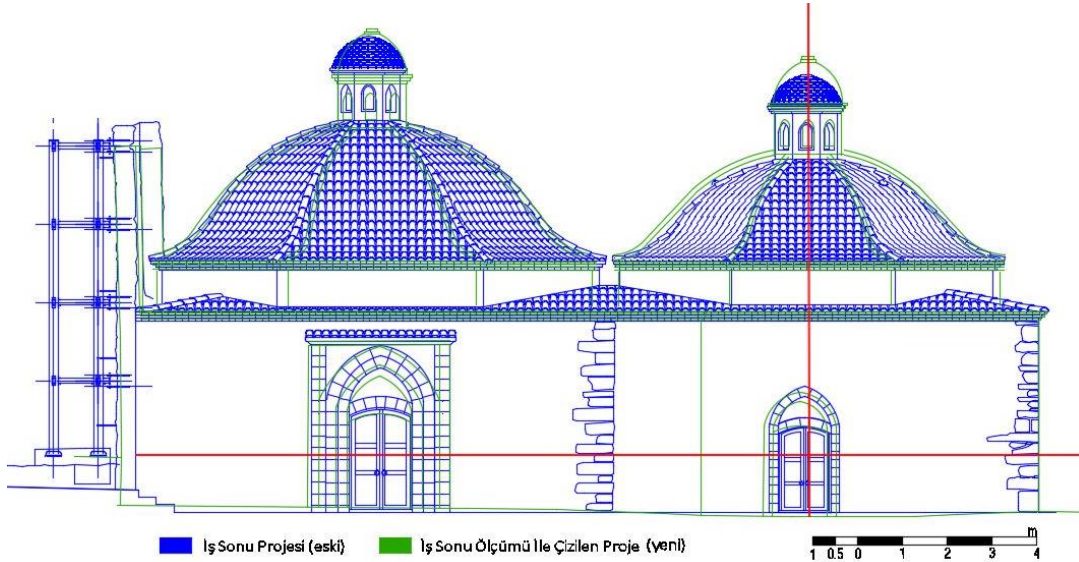 İş Sonu Projesi (eski)
İş Sonu Ölçümü İle Çizilen Proje (yeni)
m
1 0.5 0 1 2 3 4